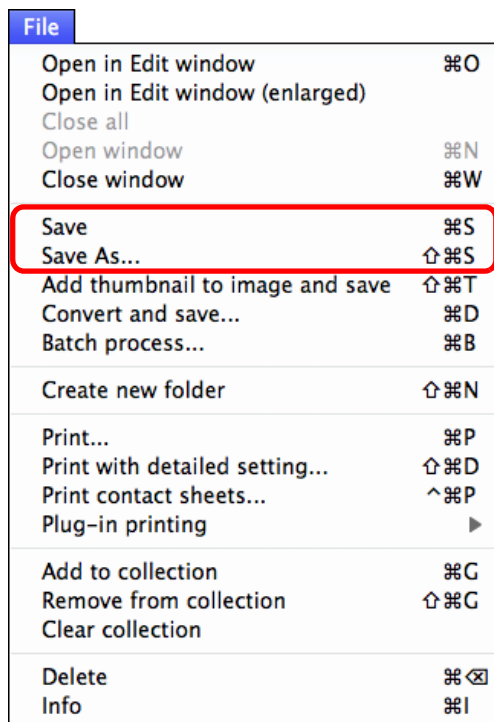 File
Open in Edit window ⌘O
Open in Edit window (enlarged)
Close all
Open window ⌘N
Close window ⌘W
Save ⌘S
Save As... ⇧⌘S
Add thumbnail to image and save ⇧⌘T
Convert and save... ⌘D
Batch process... ⌘B
Create new folder ⇧⌘N
Print... ⌘P
Print with detailed setting... ⇧⌘D
Print contact sheets... ^⌘P
Plug-in printing ▶
Add to collection ⌘G
Remove from collection ⇧⌘G
Clear collection
Delete ⌘⌫
Info ⌘I